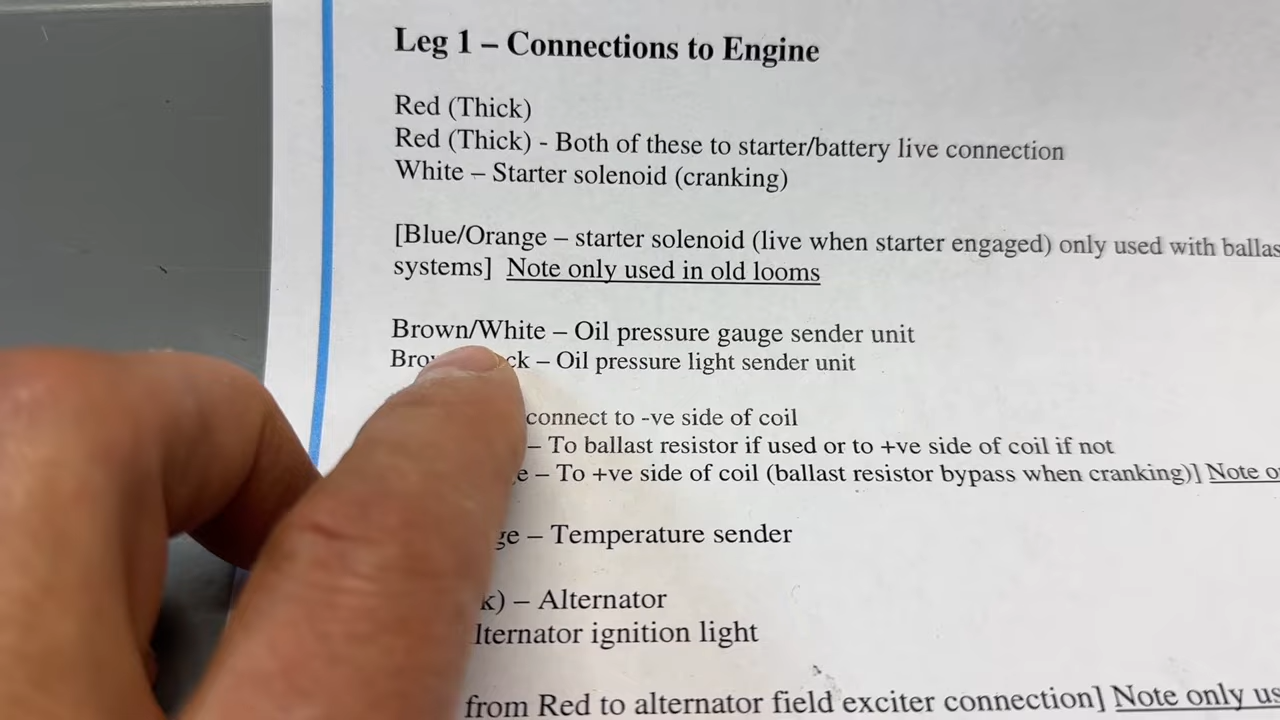 Leg 1 – Connections to Engine
Red (Thick)
Red (Thick) - Both of these to starter/battery live connection
White – Starter solenoid (cranking)
[Blue/Orange – starter solenoid (live when starter engaged) only used with
systems] Note only used in old looms
Brown/White – Oil pressure gauge sender unit
– Oil pressure light sender unit
connect to -ve side of coil
– To ballast resistor if used or to +ve side of coil if not
– To +ve side of coil (ballast resistor bypass when cranking)] Note
– Temperature sender
– Alternator
ignition light
from Red to alternator field exciter connection] Note only